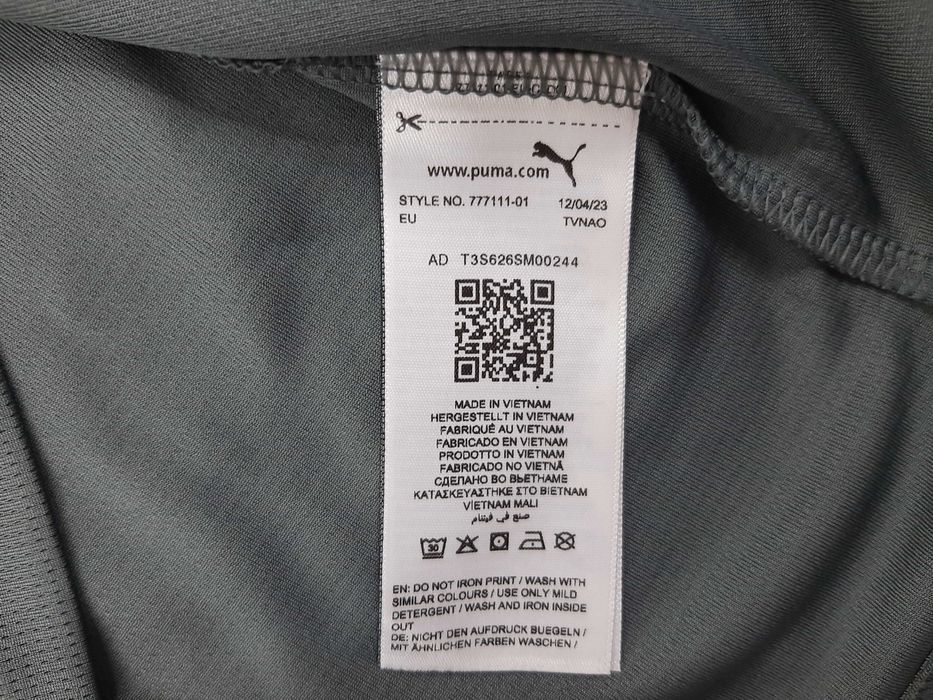 www.puma.com
STYLE NO. 777111-01 12/04/23
EU TVNAO
AD T3S626SM00244
MADE IN VIETNAM
HERGESTELLT IN VIETNAM
FABRIQUÉ AU VIETNAM
FABRICADO EN VIETNAM
PRODOTTO IN VIETNAM
FABRICADO NO VIETNÃ
СДЕЛАНО ВО ВЬЕТНАМЕ
ΚΑΤΑΣΚΕΥΑΣΤΗΚΕ ΣΤΟ ΒΙΕΤΝΑΜ
VIETNAM MALI
صنع في فيتنام
30
EN: DO NOT IRON PRINT / WASH WITH
SIMILAR COLOURS / USE ONLY MILD
DETERGENT / WASH AND IRON INSIDE
OUT
DE: NICHT DEN AUFDRUCK BUEGELN /
MIT ÄHNLICHEN FARBEN WASCHEN /